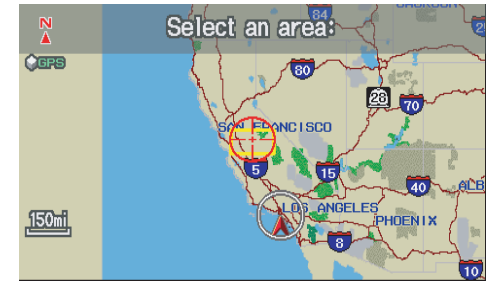 N
Select an area:
84
GPS
80
28
70
SAN FRANCISCO
5
15
40
ALB
150mi
LOS ANGELES
PHOENIX
8
10